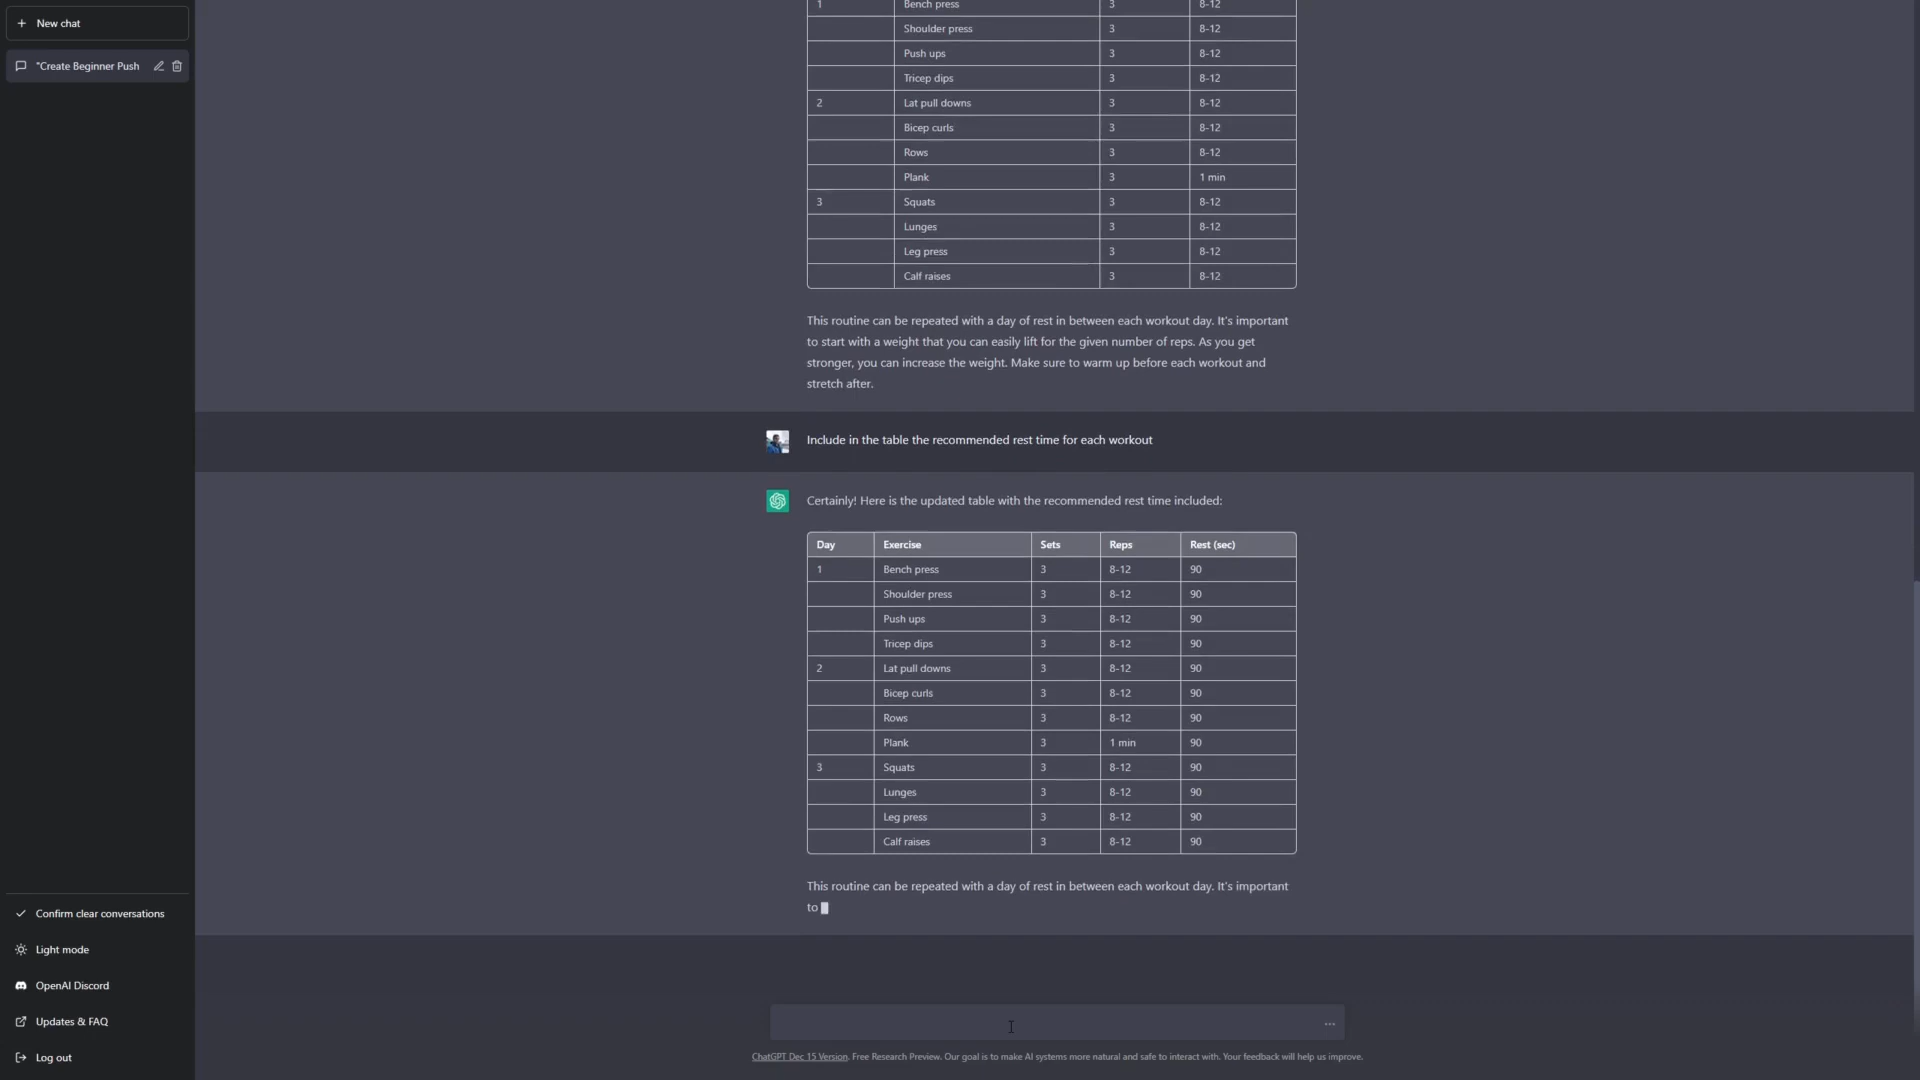 New chat
"Create Beginner Push
Confirm clear conversations
Light mode
OpenAI Discord
Updates & FAQ
Log out
1 Bench press 3 8-12
Shoulder press 3 8-12
Push ups 3 8-12
Tricep dips 3 8-12
2 Lat pull downs 3 8-12
Bicep curls 3 8-12
Rows 3 8-12
Plank 3 1 min
3 Squats 3 8-12
Lunges 3 8-12
Leg press 3 8-12
Calf raises 3 8-12
This routine can be repeated with a day of rest in between each workout day. It's important
to start with a weight that you can easily lift for the given number of reps. As you get
stronger, you can increase the weight. Make sure to warm up before each workout and
stretch after.
Include in the table the recommended rest time for each workout
Certainly! Here is the updated table with the recommended rest time included:
Day Exercise Sets Reps Rest (sec)
1 Bench press 3 8-12 90
Shoulder press 3 8-12 90
Push ups 3 8-12 90
Tricep dips 3 8-12 90
2 Lat pull downs 3 8-12 90
Bicep curls 3 8-12 90
Rows 3 8-12 90
Plank 3 1 min 90
3 Squats 3 8-12 90
Lunges 3 8-12 90
Leg press 3 8-12 90
Calf raises 3 8-12 90
This routine can be repeated with a day of rest in between each workout day. It's important
to
ChatGPT Dec 15 Version. Free Research Preview. Our goal is to make AI systems more natural and safe to interact with. Your feedback will help us improve.